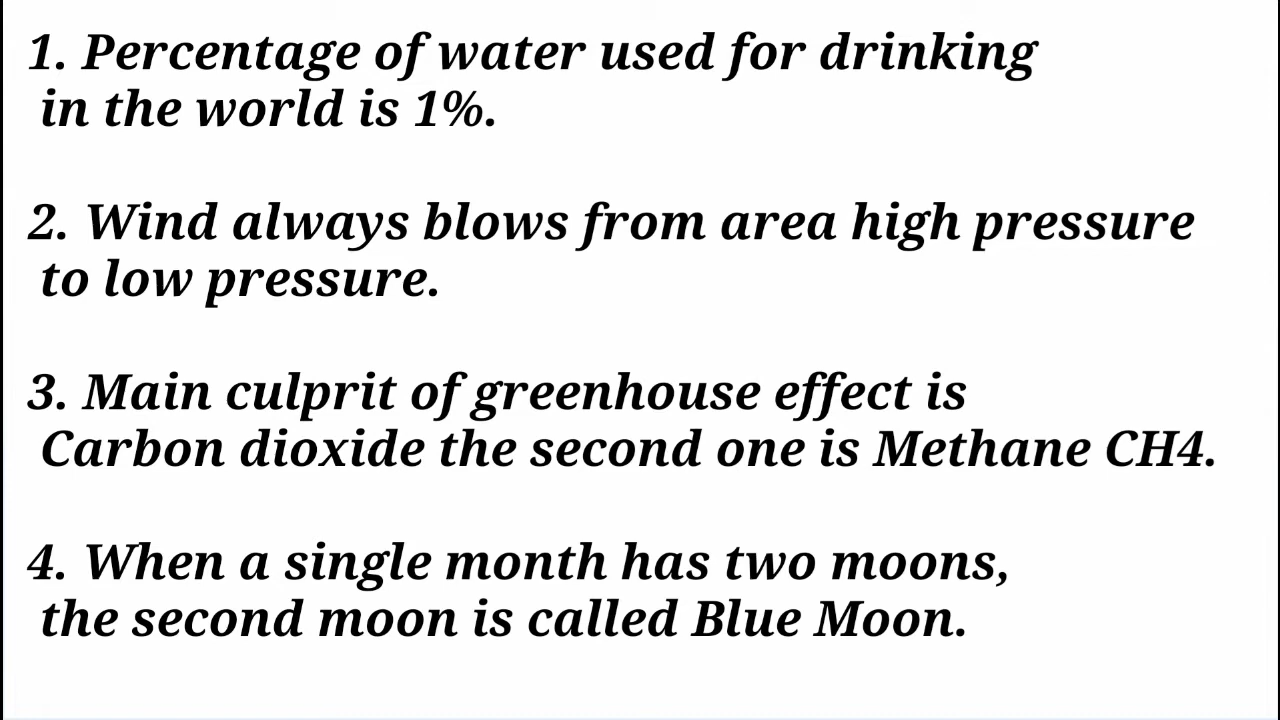 1. Percentage of water used for drinking
in the world is 1%.
2. Wind always blows from area high pressure
to low pressure.
3. Main culprit of greenhouse effect is
Carbon dioxide the second one is Methane CH4.
4. When a single month has two moons,
the second moon is called Blue Moon.